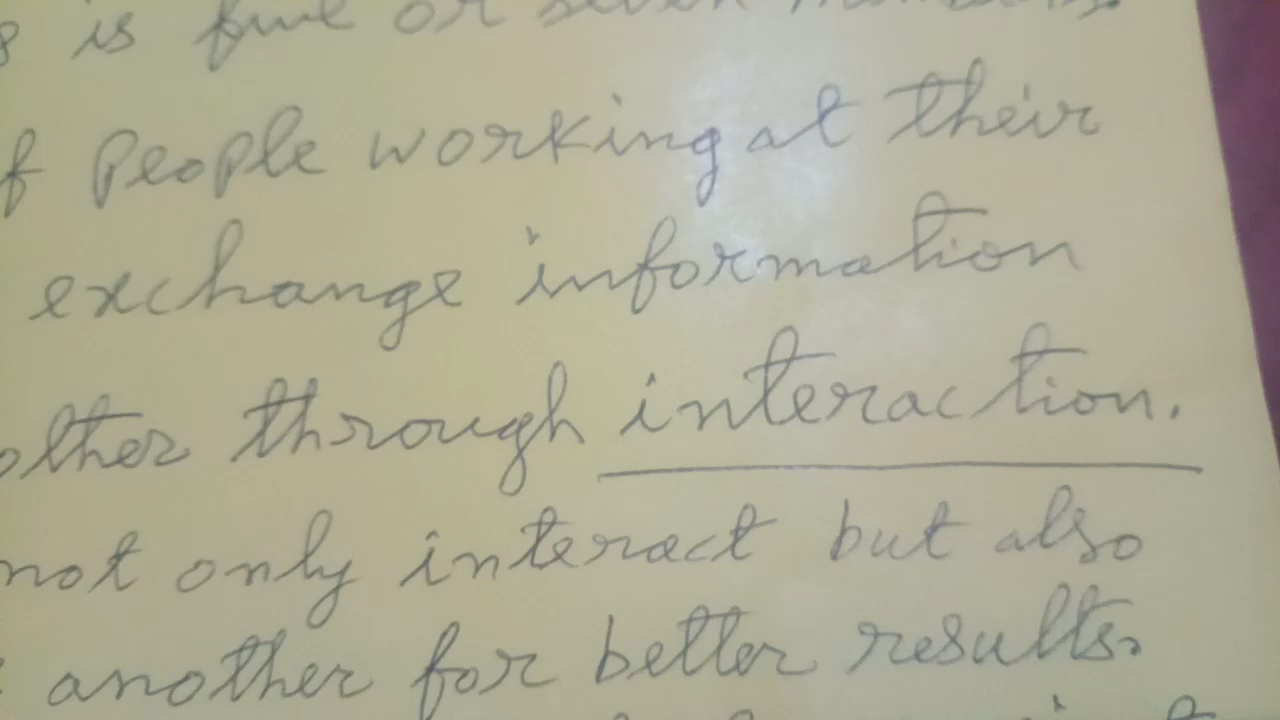 is five or seven members.
of People working at their
exchange information
other through interaction.
not only interact but also
another for better results.